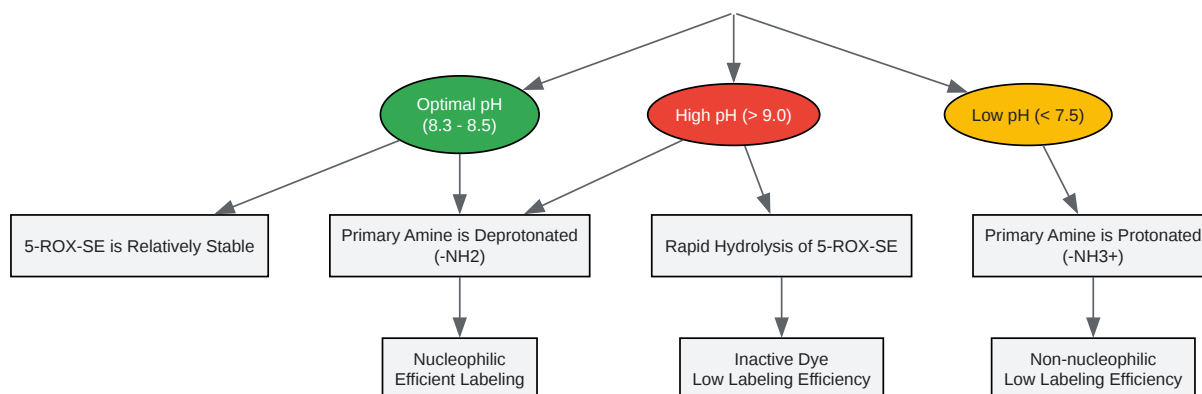 Optimal pH
(8.3 - 8.5)
High pH (> 9.0)
Low pH (< 7.5)
5-ROX-SE is Relatively Stable
Primary Amine is Deprotonated
(-NH2)
Rapid Hydrolysis of 5-ROX-SE
Primary Amine is Protonated
(-NH3+)
Nucleophilic
Efficient Labeling
Inactive Dye
Low Labeling Efficiency
Non-nucleophilic
Low Labeling Efficiency